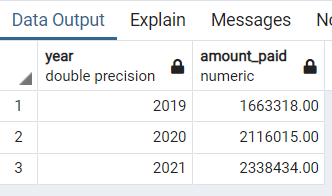 Data Output Explain Messages No
year amount_paid
double precision numeric
1 2019 1663318.00
2 2020 2116015.00
3 2021 2338434.00